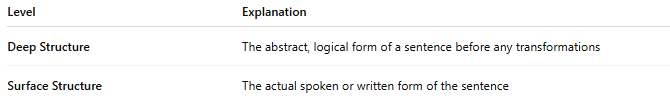 Level Explanation
Deep Structure The abstract, logical form of a sentence before any transformations
Surface Structure The actual spoken or written form of the sentence